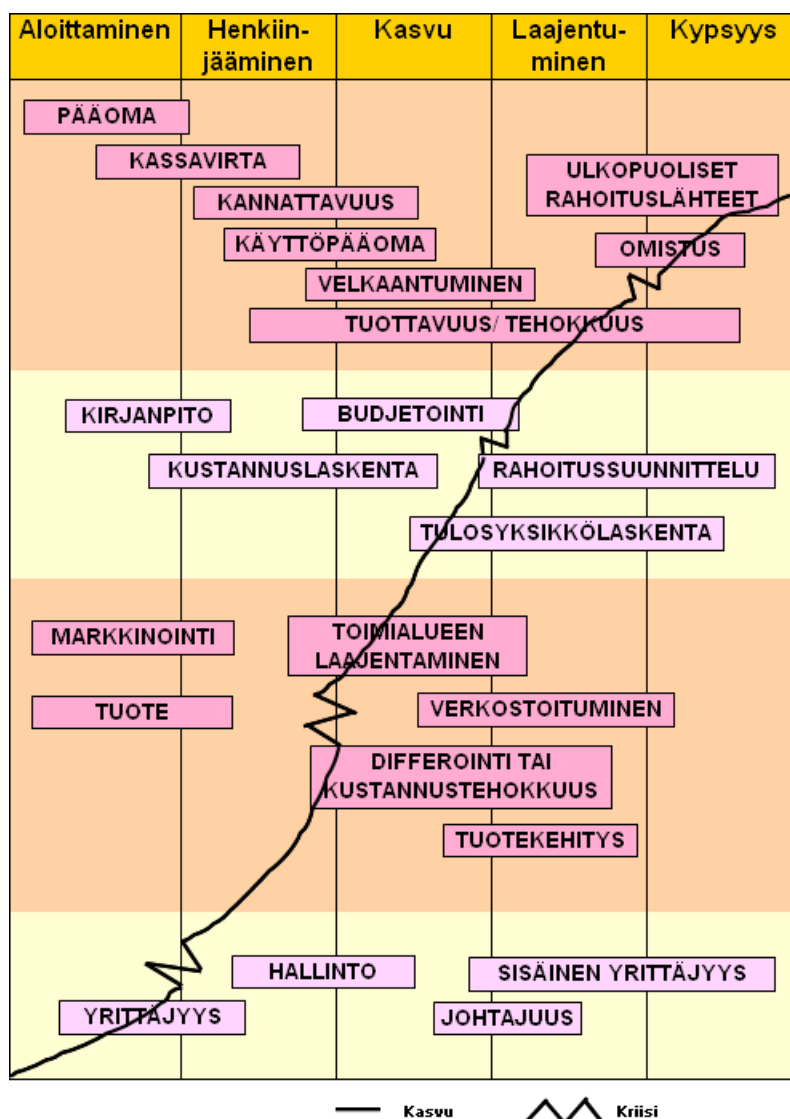 Aloittaminen
Henkiin-
jääminen
Kasvu
Laajentu-
minen
Kypsyys
PÄÄOMA
KASSAVIRTA
ULKOPUOLISET
RAHOITUSLÄHTEET
KANNATTAVUUS
KÄYTTÖPÄÄOMA
OMISTUS
VELKAANTUMINEN
TUOTTAVUUS/ TEHOKKUUS
KIRJANPITO
BUDJETOINTI
KUSTANNUSLASKENTA
RAHOITUSSUUNNITTELU
TULOSYKSIKKÖLASKENTA
MARKKINOINTI
TOIMIALUEEN
LAAJENTAMINEN
TUOTE
VERKOSTOITUMINEN
DIFFEROINTI TAI
KUSTANNUSTEHOKKUUS
TUOTEKEHITYS
HALLINTO
SISÄINEN YRITTÄJYYS
YRITTÄJYYS
JOHTAJUUS
Kasvu
Kriisi